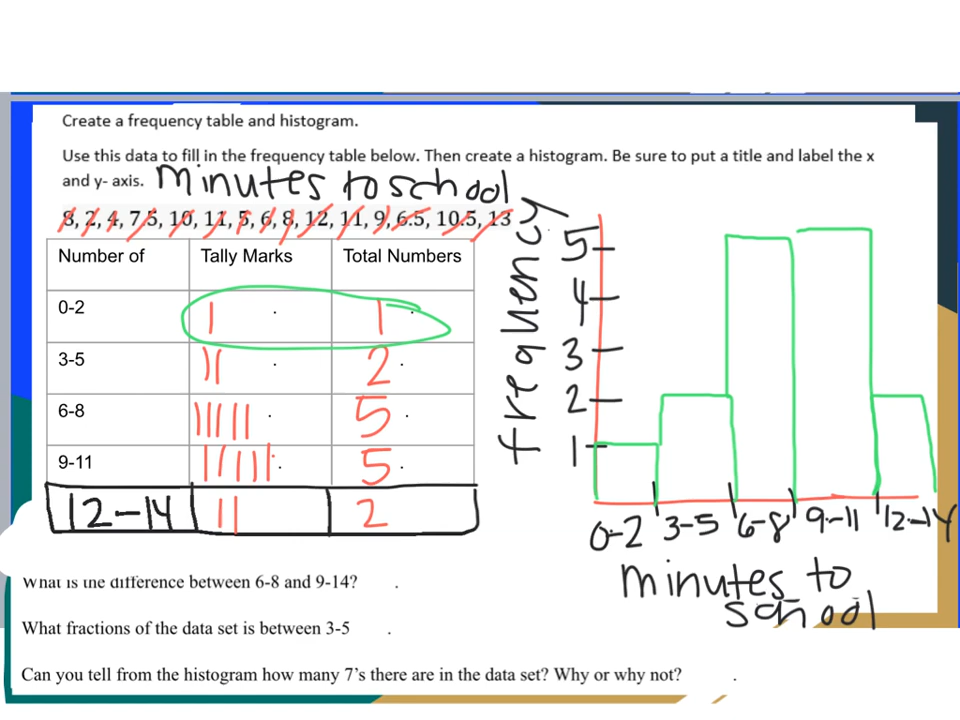 Create a frequency table and histogram.
Use this data to fill in the frequency table below. Then create a histogram. Be sure to put a title and label the x
and y- axis. Minutes to school
8, 2, 4, 7.5, 10, 11, 5, 6, 8, 12, 11, 9, 6.5, 10.5, 13
Number of Tally Marks Total Numbers
0-2 | 1
3-5 || 2
6-8 ||||| 5
9-11 ||||| 5
12-14 || 2
frequency
5
4
3
2
1
0-2 3-5 6-8 9-11 12-14
minutes to
school
What is the difference between 6-8 and 9-14? .
What fractions of the data set is between 3-5 .
Can you tell from the histogram how many 7's there are in the data set? Why or why not? .